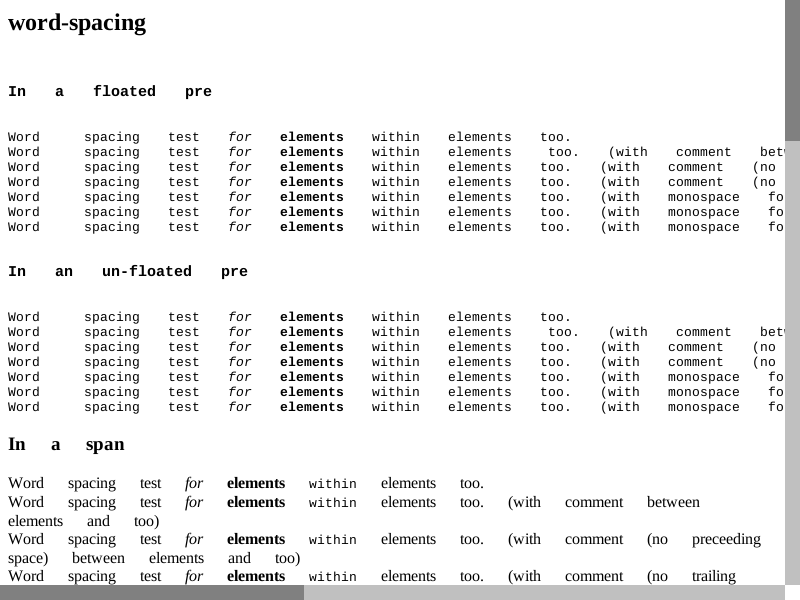 word-spacing
In a floated pre
Word spacing test for elements within elements too.
Word spacing test for elements within elements too. (with comment
Word spacing test for elements within elements too. (with comment (no
Word spacing test for elements within elements too. (with comment (no
Word spacing test for elements within elements too. (with monospace
Word spacing test for elements within elements too. (with monospace
Word spacing test for elements within elements too. (with monospace
In an un-floated pre
Word spacing test for elements within elements too.
Word spacing test for elements within elements too. (with comment
Word spacing test for elements within elements too. (with comment (no
Word spacing test for elements within elements too. (with comment (no
Word spacing test for elements within elements too. (with monospace
Word spacing test for elements within elements too. (with monospace
Word spacing test for elements within elements too. (with monospace
In a span
Word spacing test for elements within elements too.
Word spacing test for elements within elements too. (with comment between
elements and too)
Word spacing test for elements within elements too. (with comment (no preceeding
space) between elements and too)
Word spacing test for elements within elements too. (with comment (no trailing